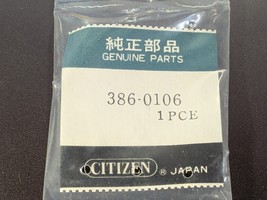 純正部品
GENUINE PARTS
386-0106
1 PCE
CITIZEN ® JAPAN